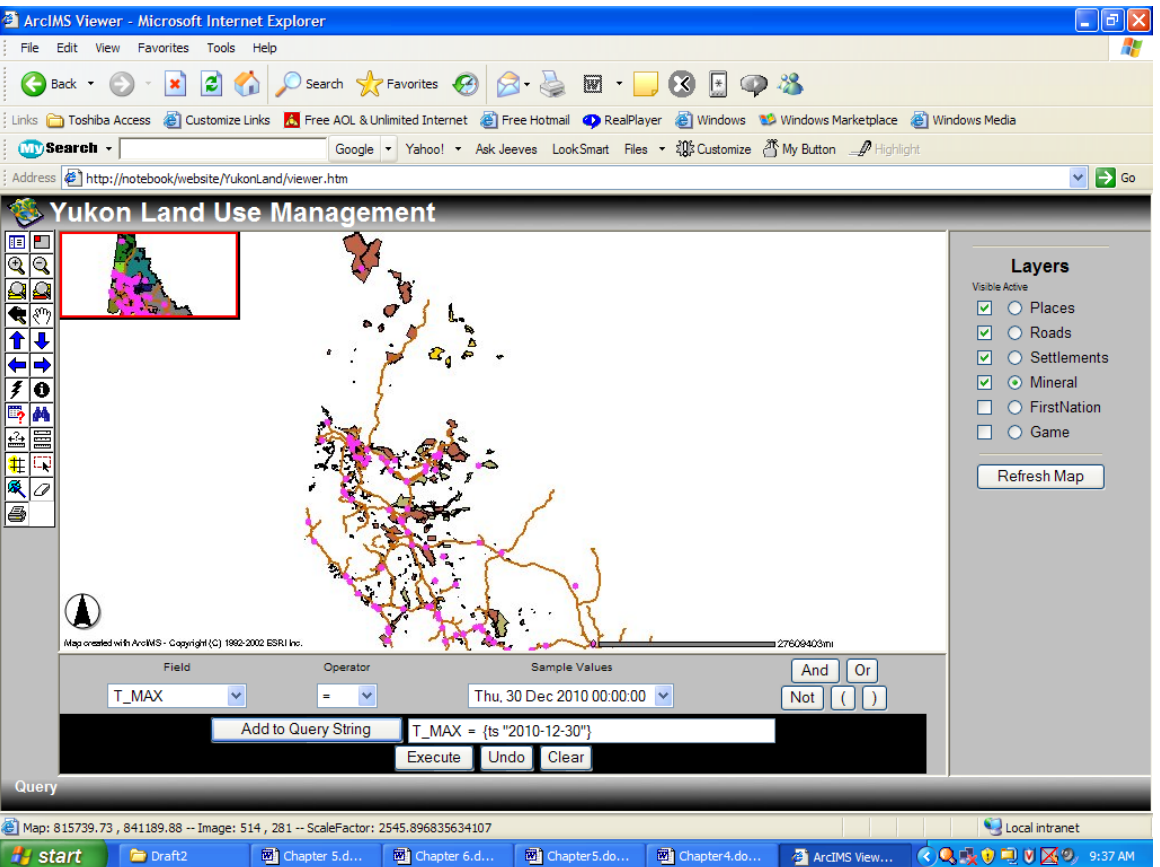 ArcIMS Viewer - Microsoft Internet Explorer
File Edit View Favorites Tools Help
Back Search Favorites
Links Toshiba Access Customize Links Free AOL & Unlimited Internet Free Hotmail RealPlayer Windows Windows Marketplace Windows Media
My Search Google Yahoo! Ask Jeeves LookSmart Files Customize My Button Highlight
Address http://notebook/website/YukonLand/viewer.htm Go
Yukon Land Use Management
Layers
Visible Active
Places
Roads
Settlements
Mineral
FirstNation
Game
Refresh Map
Map created with ArcIMS - Copyright (C) 1992-2002 ESRI Inc.
0 27609403mi
Field Operator Sample Values And Or
T_MAX = Thu, 30 Dec 2010 00:00:00 Not ( )
Add to Query String T_MAX = {ts "2010-12-30"}
Execute Undo Clear
Query
Map: 815739.73 , 841189.88 -- Image: 514 , 281 -- ScaleFactor: 2545.896835634107 Local intranet
start Draft2 Chapter 5.d... Chapter 6.d... Chapter5.do... Chapter4.do... ArcIMS View... 9:37 AM